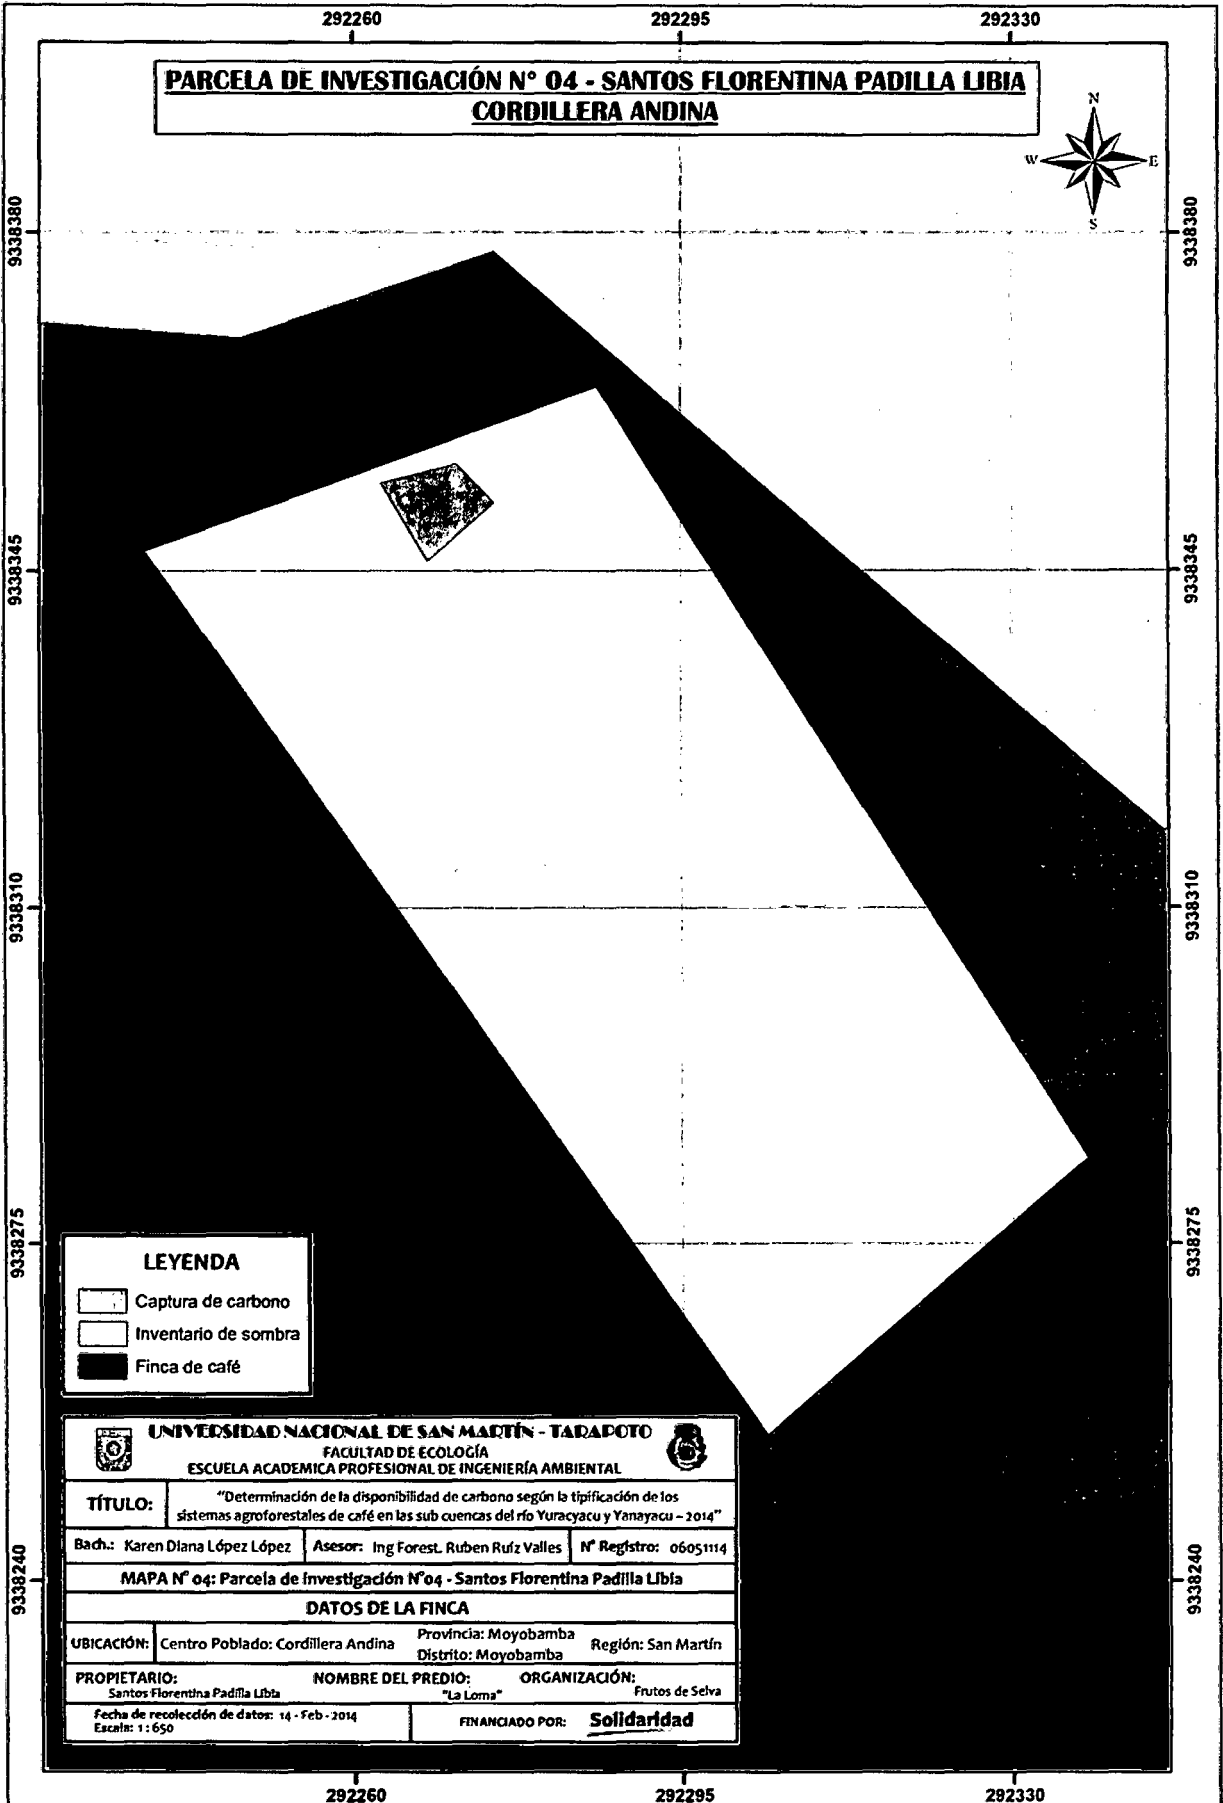 292260 292295 292330
PARCELA DE INVESTIGACIÓN N° 04 - SANTOS FLORENTINA PADILLA LIBIA
CORDILLERA ANDINA
N
W E
S
9338380 9338380
9338345 9338345
9338310 9338310
9338275 9338275
9338240 9338240
LEYENDA
Captura de carbono
Inventario de sombra
Finca de café
UNIVERSIDAD NACIONAL DE SAN MARTÍN - TARAPOTO
FACULTAD DE ECOLOGÍA
ESCUELA ACADEMICA PROFESIONAL DE INGENIERÍA AMBIENTAL
TÍTULO: "Determinación de la disponibilidad de carbono según la tipificación de los
sistemas agroforestales de café en las sub cuencas del río Yuracyacu y Yanayacu – 2014"
Bach.: Karen Diana López López Asesor: Ing Forest. Ruben Ruíz Valles N° Registro: 06051114
MAPA N° 04: Parcela de Investigación N°04 - Santos Florentina Padilla Libia
DATOS DE LA FINCA
UBICACIÓN: Centro Poblado: Cordillera Andina Provincia: Moyobamba Región: San Martín
Distrito: Moyobamba
PROPIETARIO: NOMBRE DEL PREDIO: ORGANIZACIÓN:
Santos Florentina Padilla Libia "La Loma" Frutos de Selva
Fecha de recolección de datos: 14 - Feb - 2014
Escala: 1 : 650
FINANCIADO POR: Solidaridad
292260 292295 292330